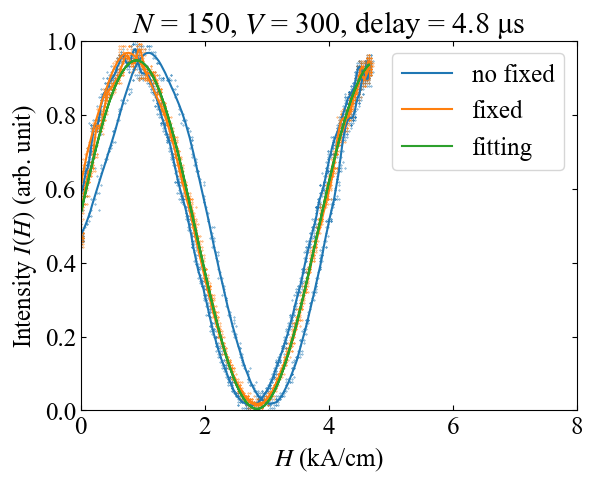 N = 150, V = 300, delay = 4.8 μs
Intensity I(H) (arb. unit)
1.0
0.8
0.6
0.4
0.2
0.0
no fixed
fixed
fitting
0 2 4 6 8
H (kA/cm)